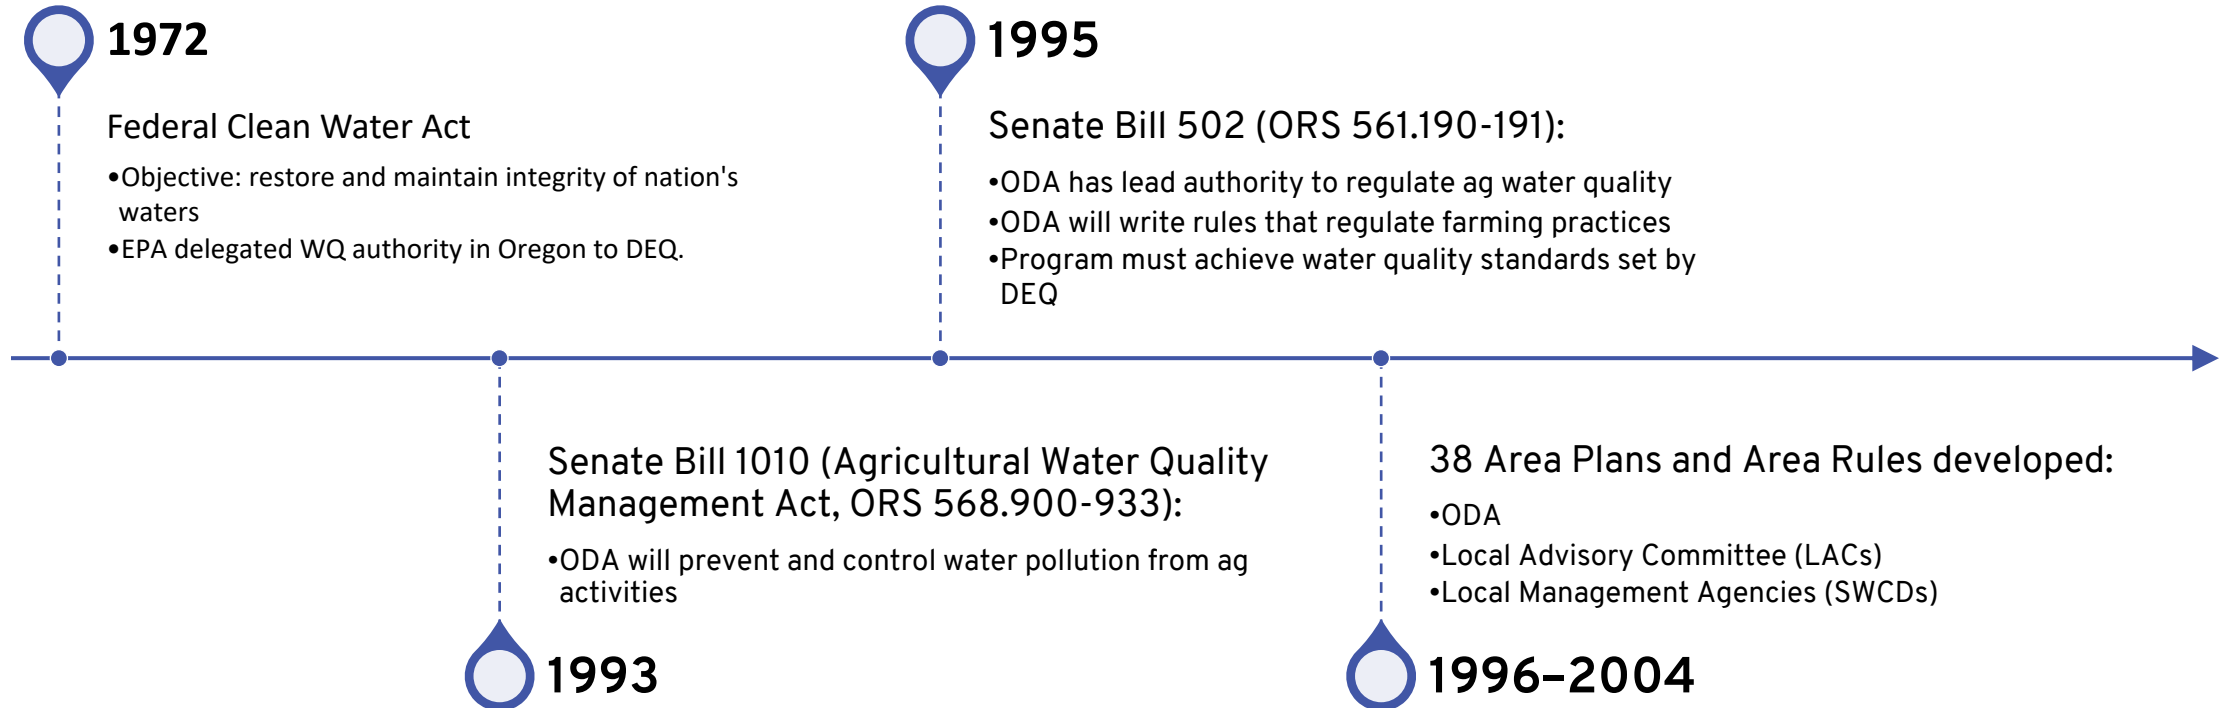 1972
Federal Clean Water Act
•Objective: restore and maintain integrity of nation's
waters
•EPA delegated WQ authority in Oregon to DEQ.
1993
Senate Bill 1010 (Agricultural Water Quality
Management Act, ORS 568.900-933):
•ODA will prevent and control water pollution from ag
activities
1995
Senate Bill 502 (ORS 561.190-191):
•ODA has lead authority to regulate ag water quality
•ODA will write rules that regulate farming practices
•Program must achieve water quality standards set by
DEQ
1996–2004
38 Area Plans and Area Rules developed:
•ODA
•Local Advisory Committee (LACs)
•Local Management Agencies (SWCDs)